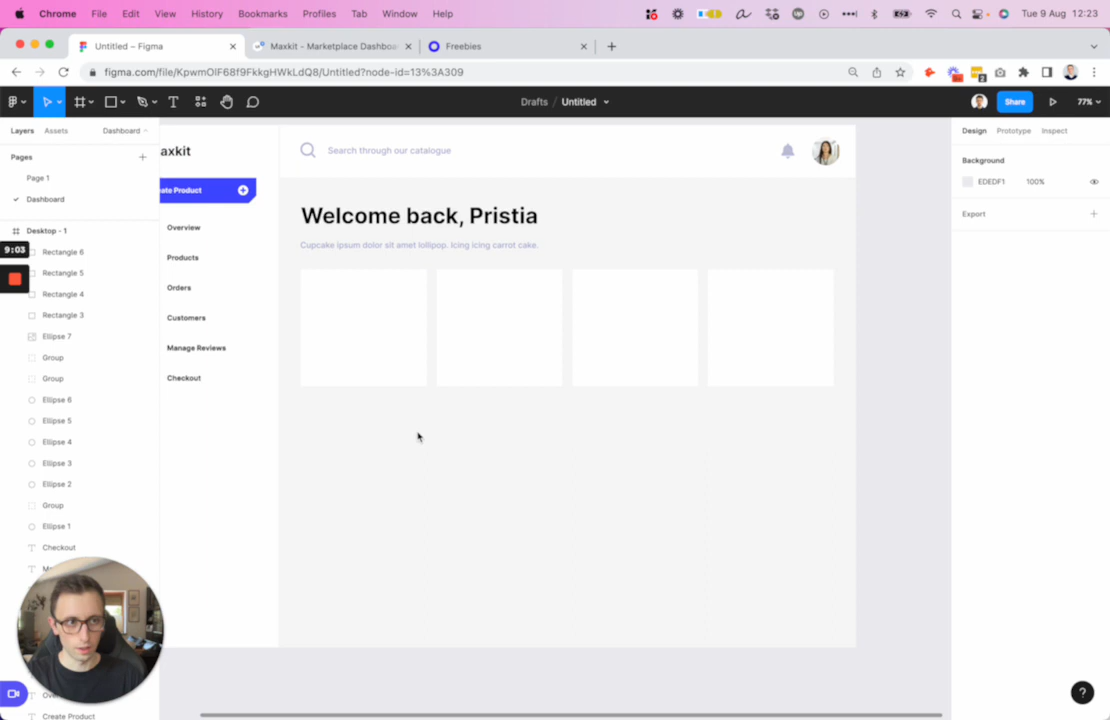 Chrome File Edit View History Bookmarks Profiles Tab Window Help Tue 9 Aug 12:23
Untitled – Figma
Maxkit - Marketplace Dashboa
Freebies
figma.com/file/KpwmOlF68f9FkkgHWkLdQ8/Untitled?node-id=13%3A309
Drafts / Untitled
Share
77%
Layers Assets Dashboard
Pages
Page 1
Dashboard
Desktop - 1
9:03
Rectangle 6
Rectangle 5
Rectangle 4
Rectangle 3
Ellipse 7
Group
Group
Ellipse 6
Ellipse 5
Ellipse 4
Ellipse 3
Ellipse 2
Group
Ellipse 1
Checkout
Create Product
axkit
ate Product
Overview
Products
Orders
Customers
Manage Reviews
Checkout
Search through our catalogue
Welcome back, Pristia
Cupcake ipsum dolor sit amet lollipop. Icing icing carrot cake.
Design Prototype Inspect
Background
EDEDF1 100%
Export
?